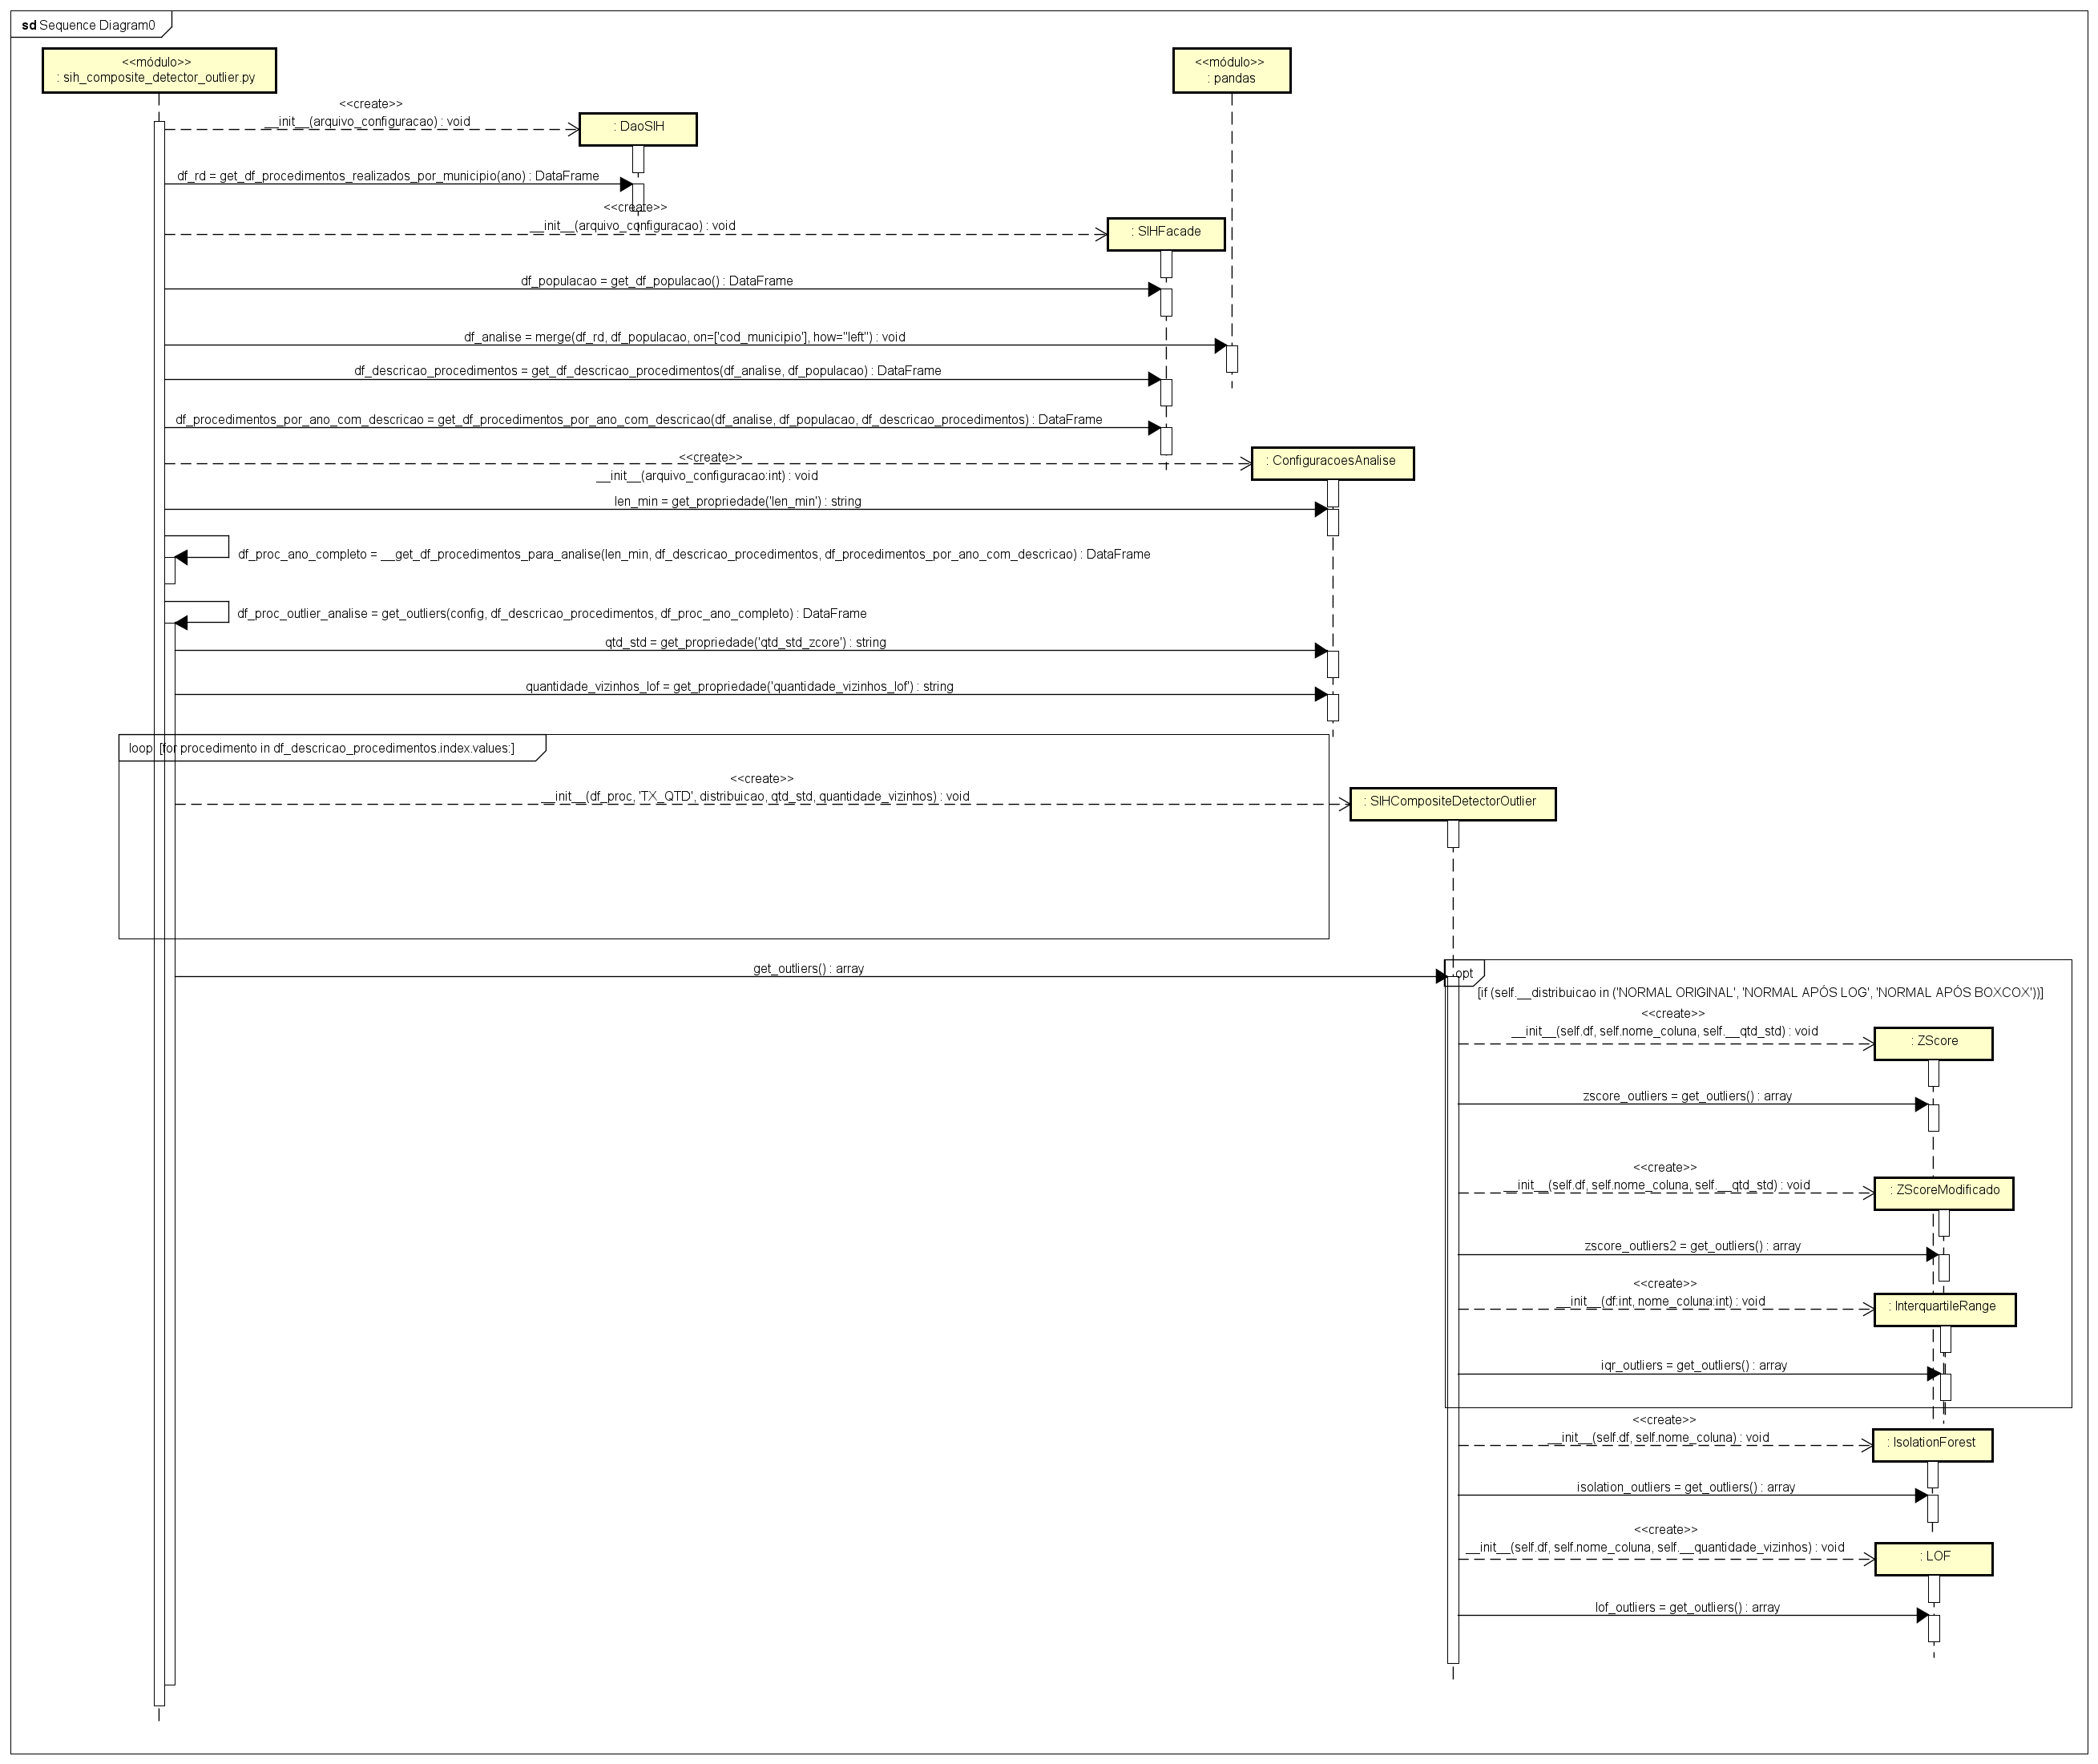 sd Sequence Diagram0
<<módulo>>
: sih_composite_detector_outlier.py
<<módulo>>
: pandas
<<create>>
__init__(arquivo_configuracao) : void
: DaoSIH
df_rd = get_df_procedimentos_realizados_por_municipio(ano) : DataFrame
<<create>>
__init__(arquivo_configuracao) : void
: SIHFacade
df_populacao = get_df_populacao() : DataFrame
df_analise = merge(df_rd, df_populacao, on=['cod_municipio'], how="left") : void
df_descricao_procedimentos = get_df_descricao_procedimentos(df_analise, df_populacao) : DataFrame
df_procedimentos_por_ano_com_descricao = get_df_procedimentos_por_ano_com_descricao(df_analise, df_populacao, df_descricao_procedimentos) : DataFrame
<<create>>
__init__(arquivo_configuracao:int) : void
: ConfiguracoesAnalise
len_min = get_propriedade('len_min') : string
df_proc_ano_completo = __get_df_procedimentos_para_analise(len_min, df_descricao_procedimentos, df_procedimentos_por_ano_com_descricao) : DataFrame
df_proc_outlier_analise = get_outliers(config, df_descricao_procedimentos, df_proc_ano_completo) : DataFrame
qtd_std = get_propriedade('qtd_std_zcore') : string
quantidade_vizinhos_lof = get_propriedade('quantidade_vizinhos_lof') : string
loop [for procedimento in df_descricao_procedimentos.index.values:]
<<create>>
__init__(df_proc, 'TX_QTD', distribuicao, qtd_std, quantidade_vizinhos) : void
: SIHCompositeDetectorOutlier
get_outliers() : array
opt
[if (self.__distribuicao in ('NORMAL ORIGINAL', 'NORMAL APÓS LOG', 'NORMAL APÓS BOXCOX'))]
<<create>>
__init__(self.df, self.nome_coluna, self.__qtd_std) : void
: ZScore
zscore_outliers = get_outliers() : array
<<create>>
__init__(self.df, self.nome_coluna, self.__qtd_std) : void
: ZScoreModificado
zscore_outliers2 = get_outliers() : array
<<create>>
__init__(df:int, nome_coluna:int) : void
: InterquartileRange
iqr_outliers = get_outliers() : array
<<create>>
__init__(self.df, self.nome_coluna) : void
: IsolationForest
isolation_outliers = get_outliers() : array
<<create>>
__init__(self.df, self.nome_coluna, self.__quantidade_vizinhos) : void
: LOF
lof_outliers = get_outliers() : array